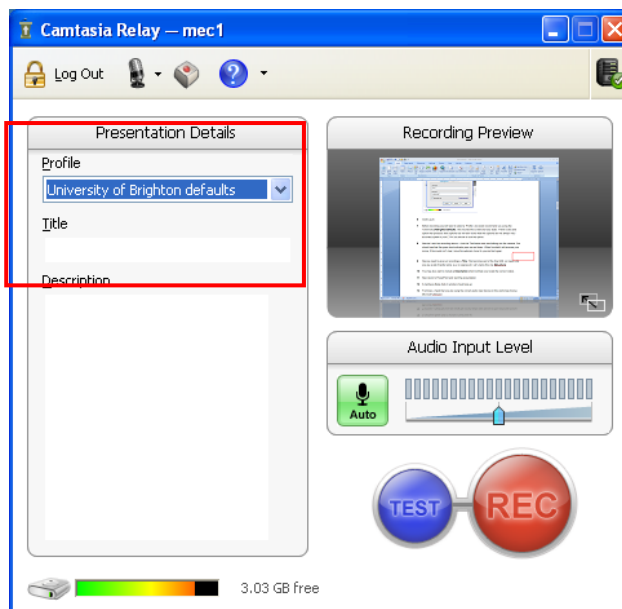 Camtasia Relay — mec1
Log Out
Presentation Details
Profile
University of Brighton defaults
Title
Description
Recording Preview
Audio Input Level
Auto
TEST
REC
3.03 GB free